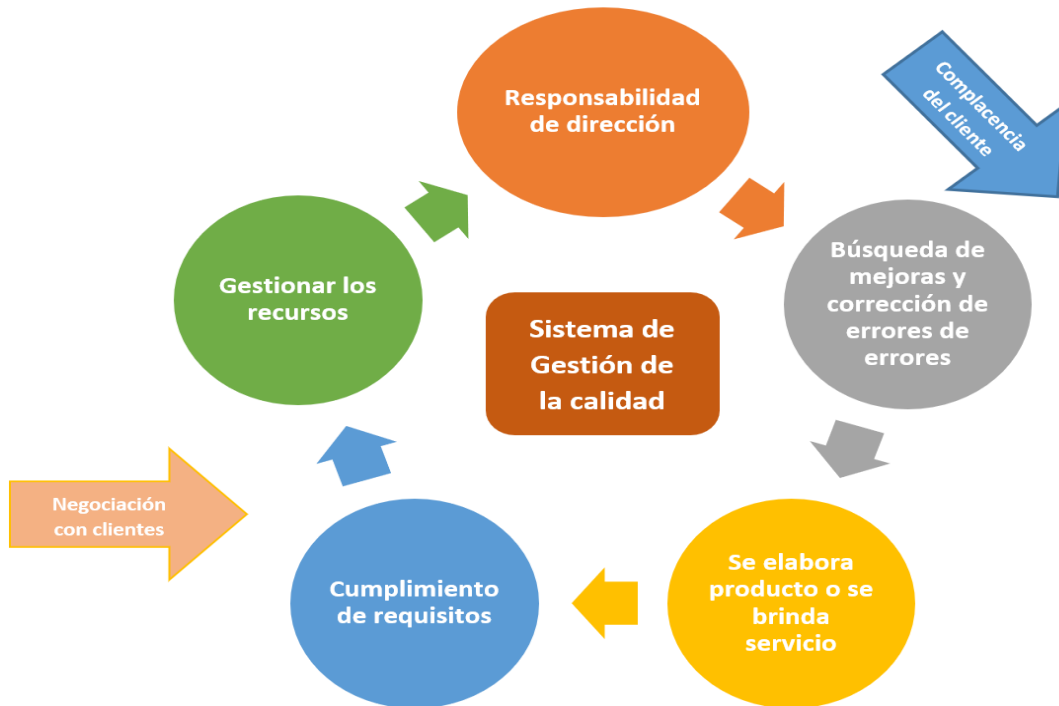 Responsabilidad
de dirección
Complacencia
del cliente
Búsqueda de
mejoras y
corrección de
errores de
errores
Gestionar los
recursos
Sistema de
Gestión de
la calidad
Negociación
con clientes
Cumplimiento
de requisitos
Se elabora
producto o se
brinda
servicio